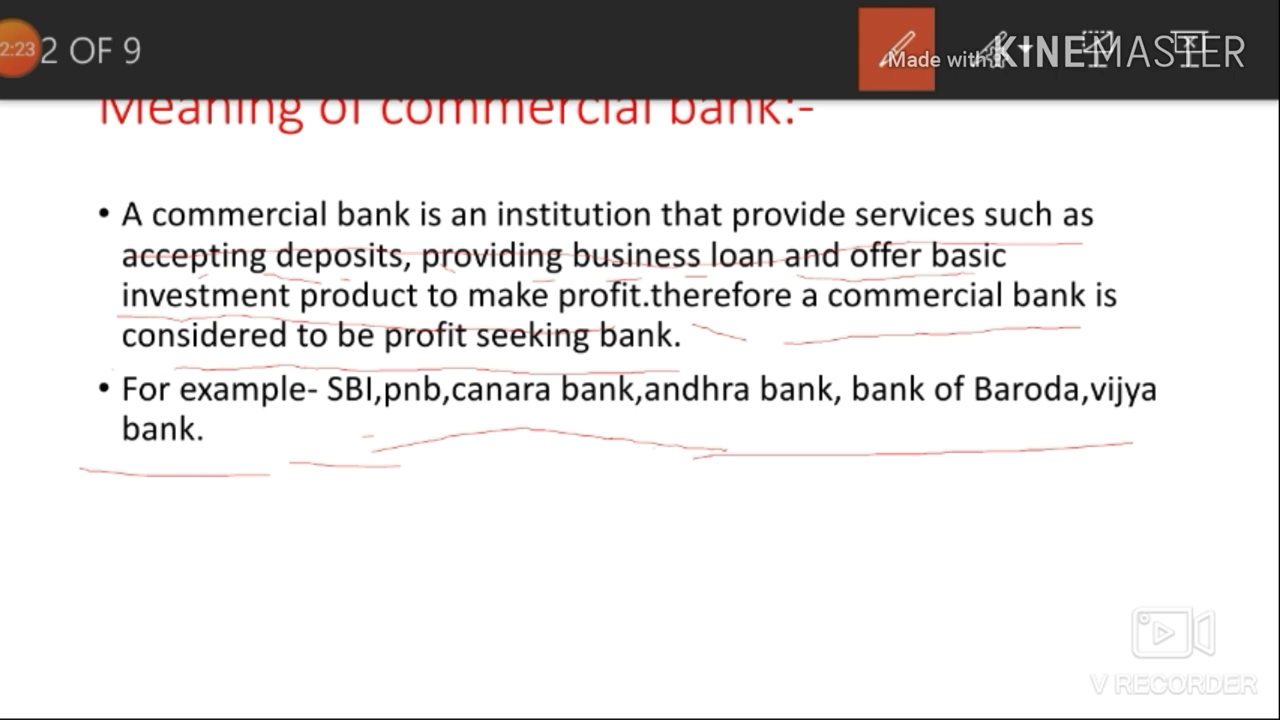 2:23 2 OF 9
Made with KINEMASTER
Meaning of commercial bank:-
• A commercial bank is an institution that provide services such as
accepting deposits, providing business loan and offer basic
investment product to make profit.therefore a commercial bank is
considered to be profit seeking bank.
• For example- SBI,pnb,canara bank,andhra bank, bank of Baroda,vijya
bank.
V RECORDER